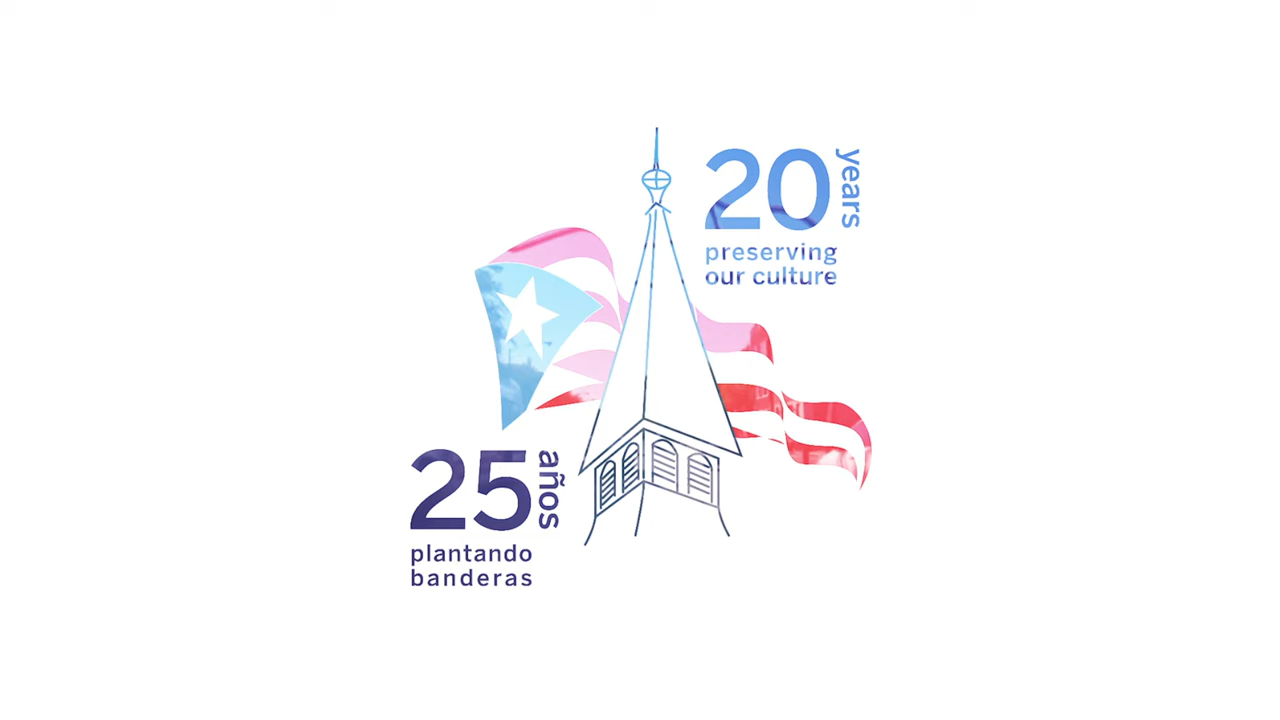 20 years
preserving
our culture
25 años
plantando
banderas